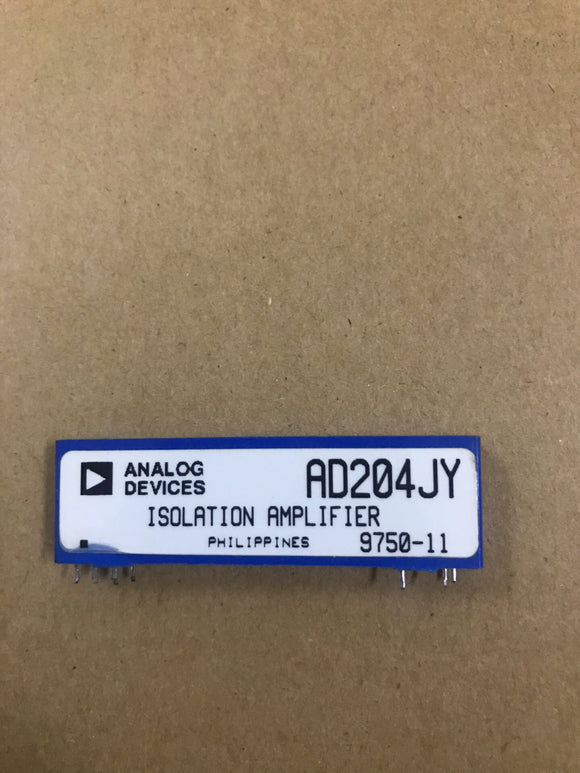 ANALOG
DEVICES
AD204JY
ISOLATION AMPLIFIER
PHILIPPINES 9750-11